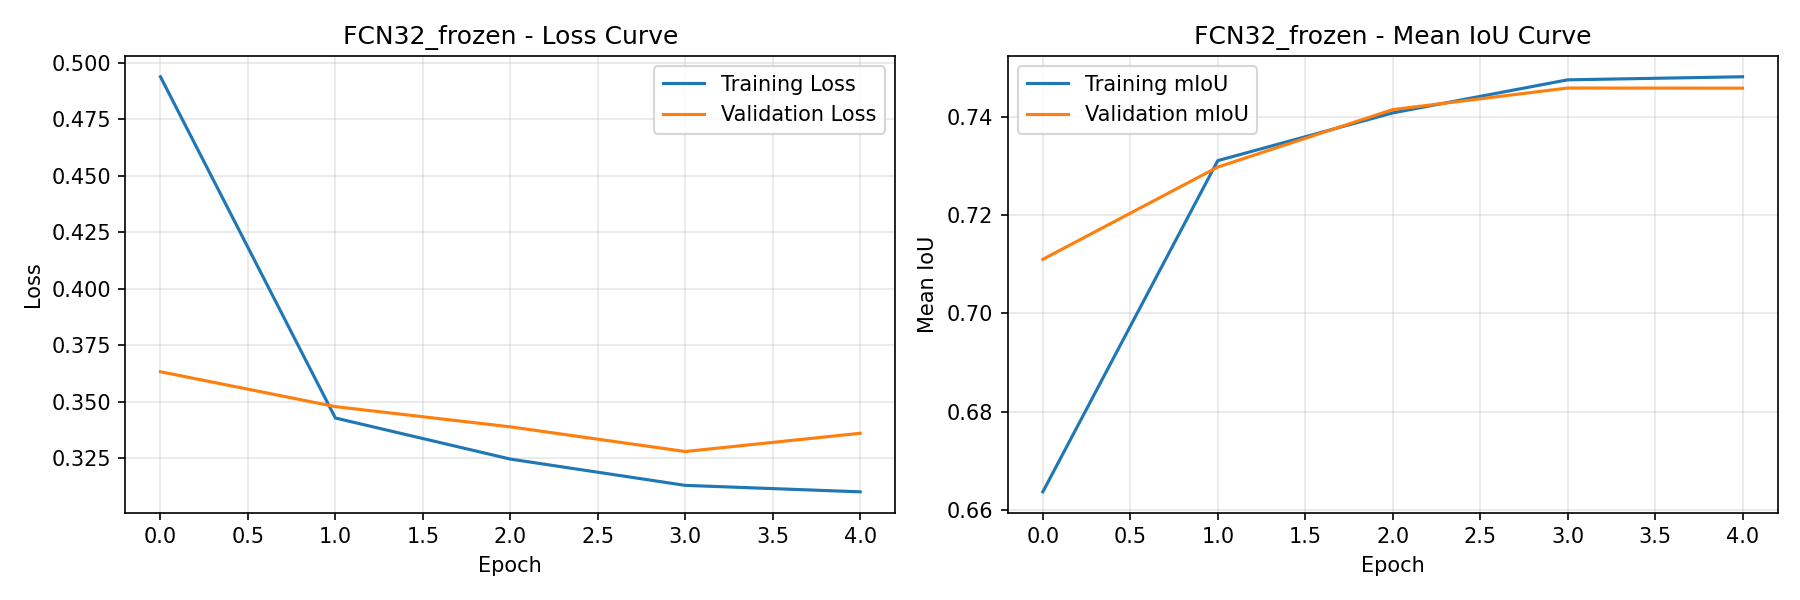 FCN32_frozen - Loss Curve
Training Loss
Validation Loss
Loss
0.500
0.475
0.450
0.425
0.400
0.375
0.350
0.325
0.0 0.5 1.0 1.5 2.0 2.5 3.0 3.5 4.0
Epoch
FCN32_frozen - Mean IoU Curve
Training mIoU
Validation mIoU
Mean IoU
0.74
0.72
0.70
0.68
0.66
0.0 0.5 1.0 1.5 2.0 2.5 3.0 3.5 4.0
Epoch